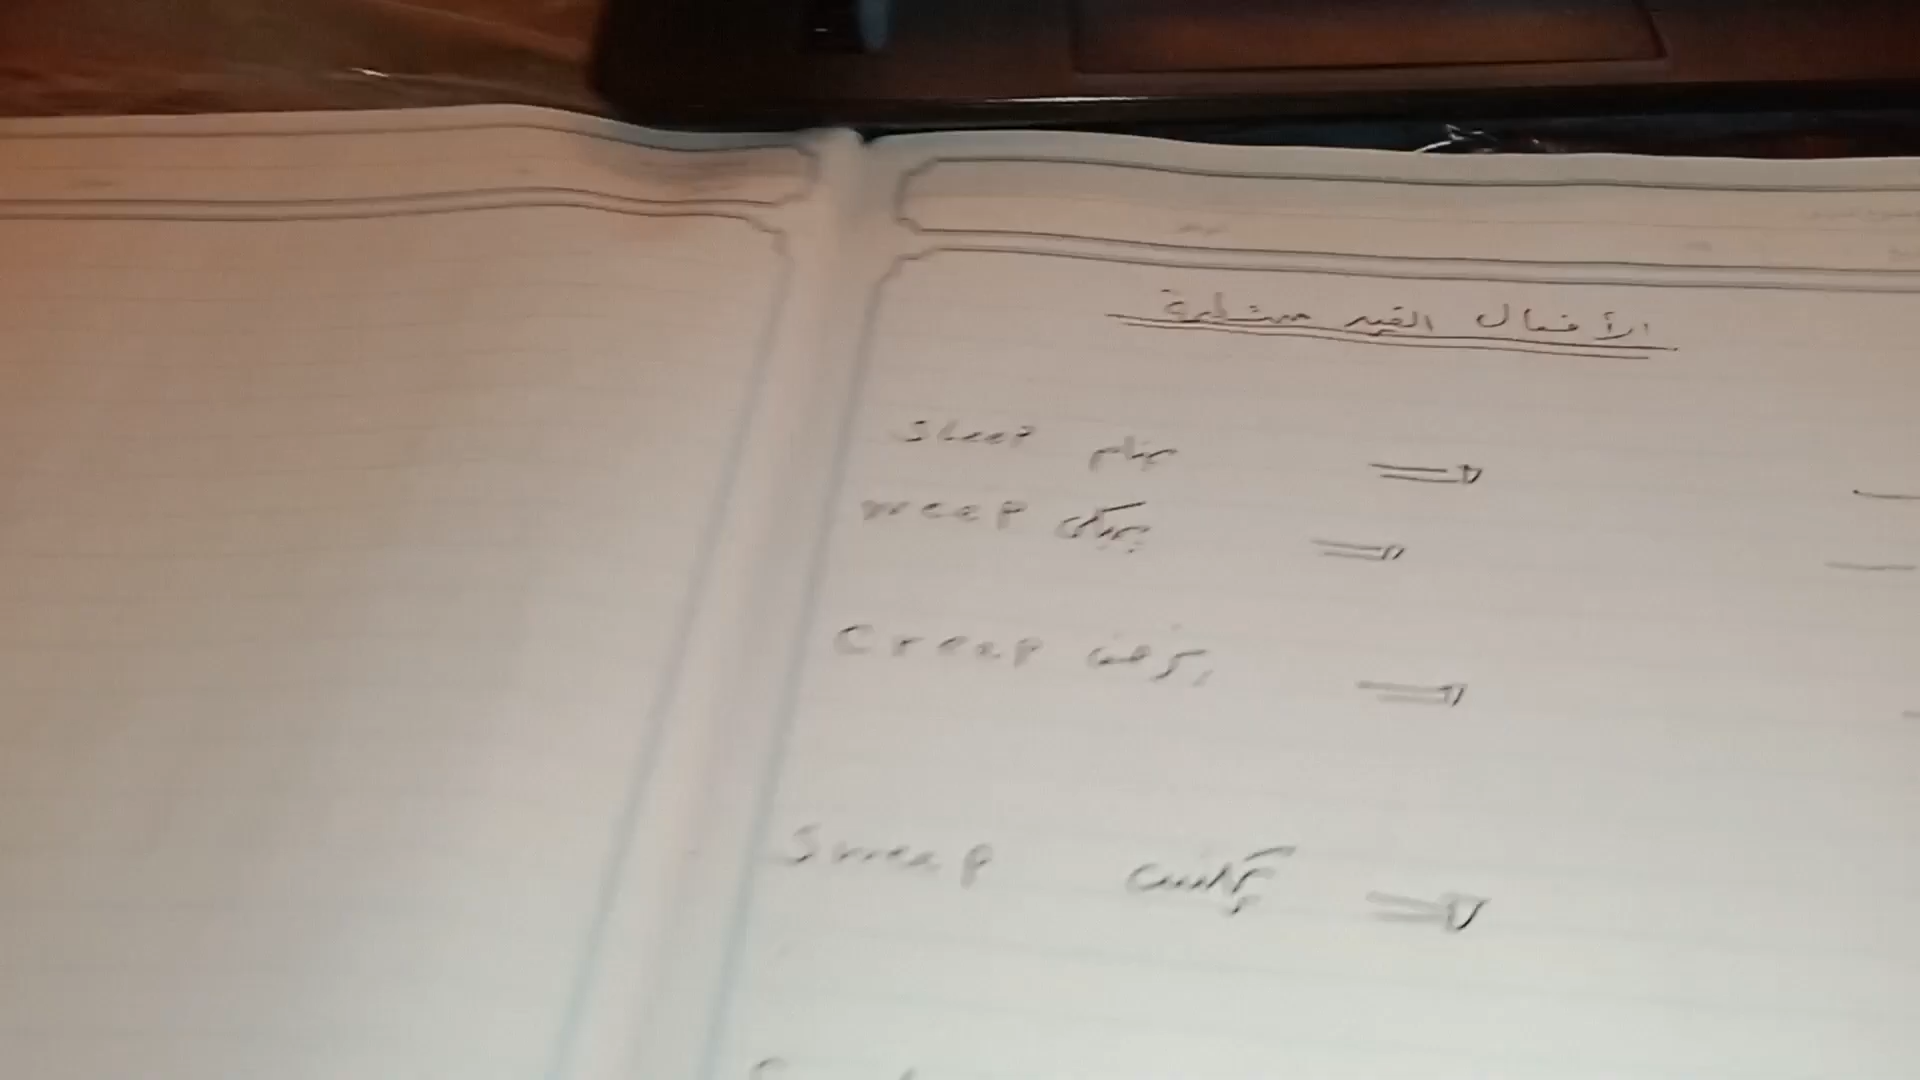 الأفعال الغير منتظمة
Sleep ينام
weep يبكي
Creep يزحف
Sweep يكنس